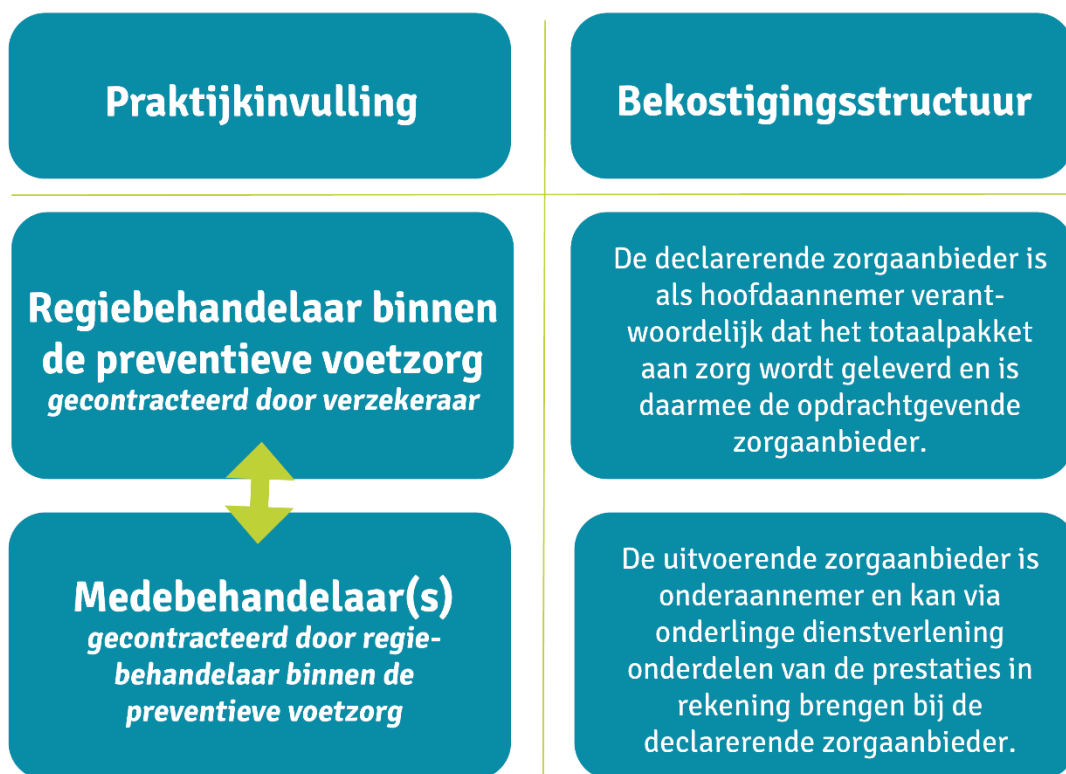 Praktijkinvulling
Bekostigingsstructuur
Regiebehandelaar binnen
de preventieve voetzorg
gecontracteerd door verzekeraar
De declarerende zorgaanbieder is
als hoofdaannemer verant-
woordelijk dat het totaalpakket
aan zorg wordt geleverd en is
daarmee de opdrachtgevende
zorgaanbieder.
Medebehandelaar(s)
gecontracteerd door regie-
behandelaar binnen de
preventieve voetzorg
De uitvoerende zorgaanbieder is
onderaannemer en kan via
onderlinge dienstverlening
onderdelen van de prestaties in
rekening brengen bij de
declarerende zorgaanbieder.